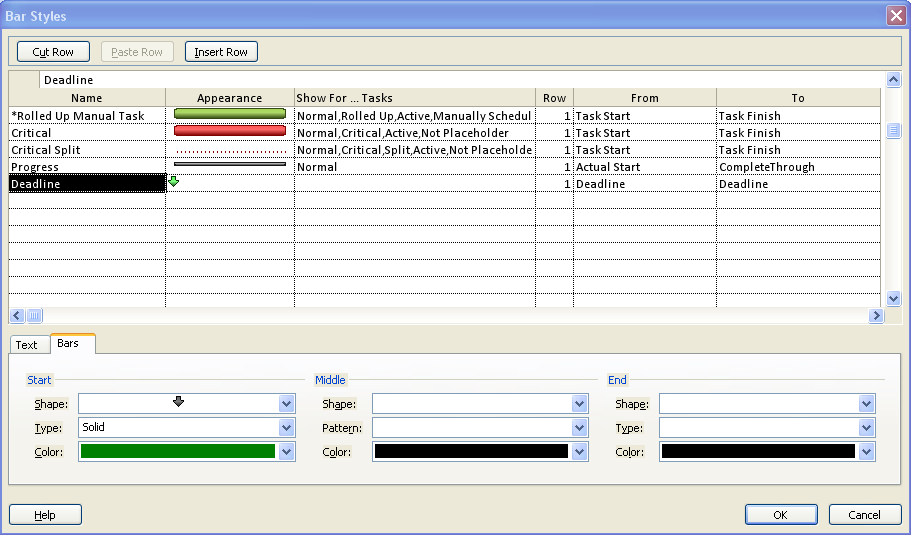 Bar Styles
Cut Row Paste Row Insert Row
Deadline
Name Appearance Show For ... Tasks Row From To
*Rolled Up Manual Task Normal,Rolled Up,Active,Manually Schedul 1 Task Start Task Finish
Critical Normal,Critical,Active,Not Placeholder 1 Task Start Task Finish
Critical Split Normal,Critical,Split,Active,Not Placeholde 1 Task Start Task Finish
Progress Normal 1 Actual Start CompleteThrough
Deadline 1 Deadline Deadline
Text Bars
Start Middle End
Shape: Shape: Shape:
Type: Solid Pattern: Type:
Color: Color: Color:
Help OK Cancel